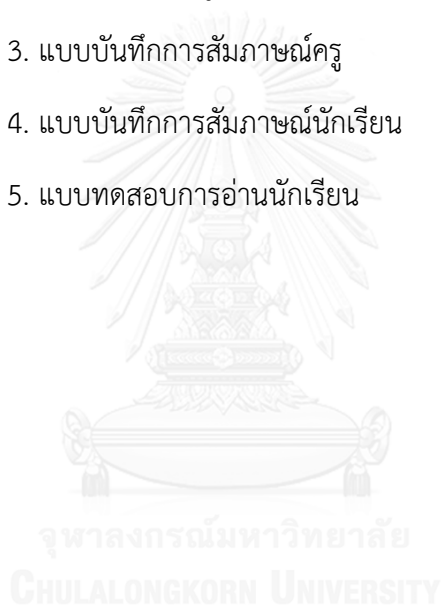 3. แบบบันทึกการสัมภาษณ์ครู
4. แบบบันทึกการสัมภาษณ์นักเรียน
5. แบบทดสอบการอ่านนักเรียน
จุฬาลงกรณ์มหาวิทยาลัย
CHULALONGKORN UNIVERSITY